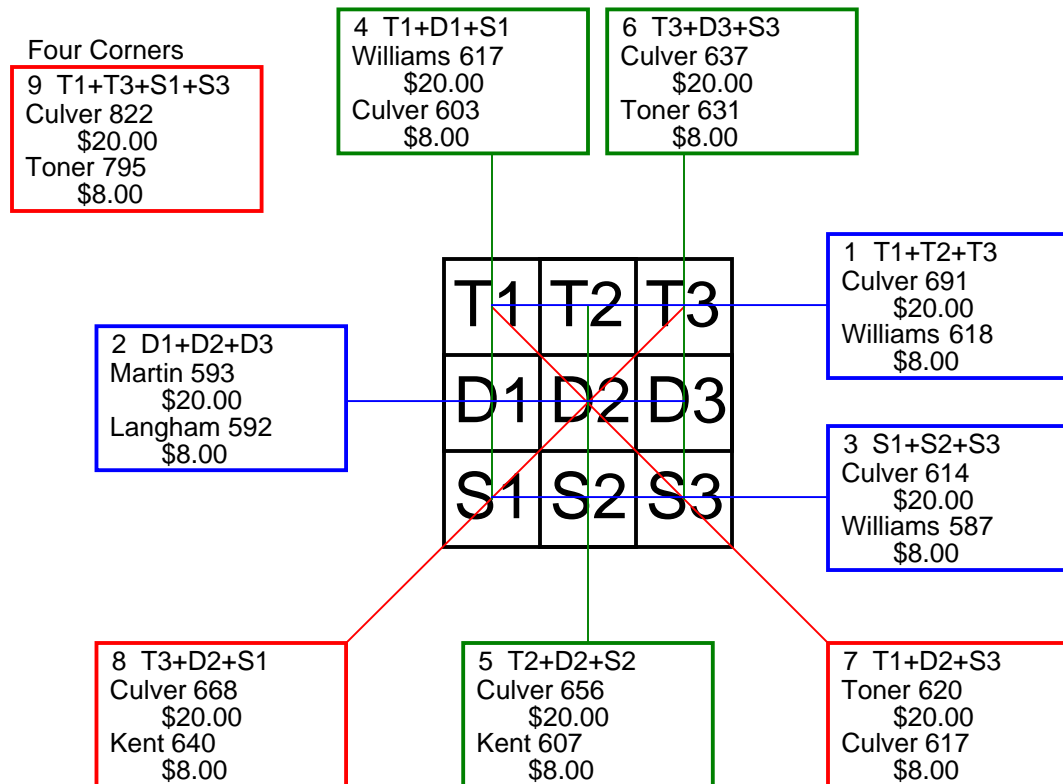 Four Corners
9 T1+T3+S1+S3
Culver 822
$20.00
Toner 795
$8.00
4 T1+D1+S1
Williams 617
$20.00
Culver 603
$8.00
6 T3+D3+S3
Culver 637
$20.00
Toner 631
$8.00
1 T1+T2+T3
Culver 691
$20.00
Williams 618
$8.00
T1 T2 T3
D1 D2 D3
S1 S2 S3
2 D1+D2+D3
Martin 593
$20.00
Langham 592
$8.00
3 S1+S2+S3
Culver 614
$20.00
Williams 587
$8.00
8 T3+D2+S1
Culver 668
$20.00
Kent 640
$8.00
5 T2+D2+S2
Culver 656
$20.00
Kent 607
$8.00
7 T1+D2+S3
Toner 620
$20.00
Culver 617
$8.00